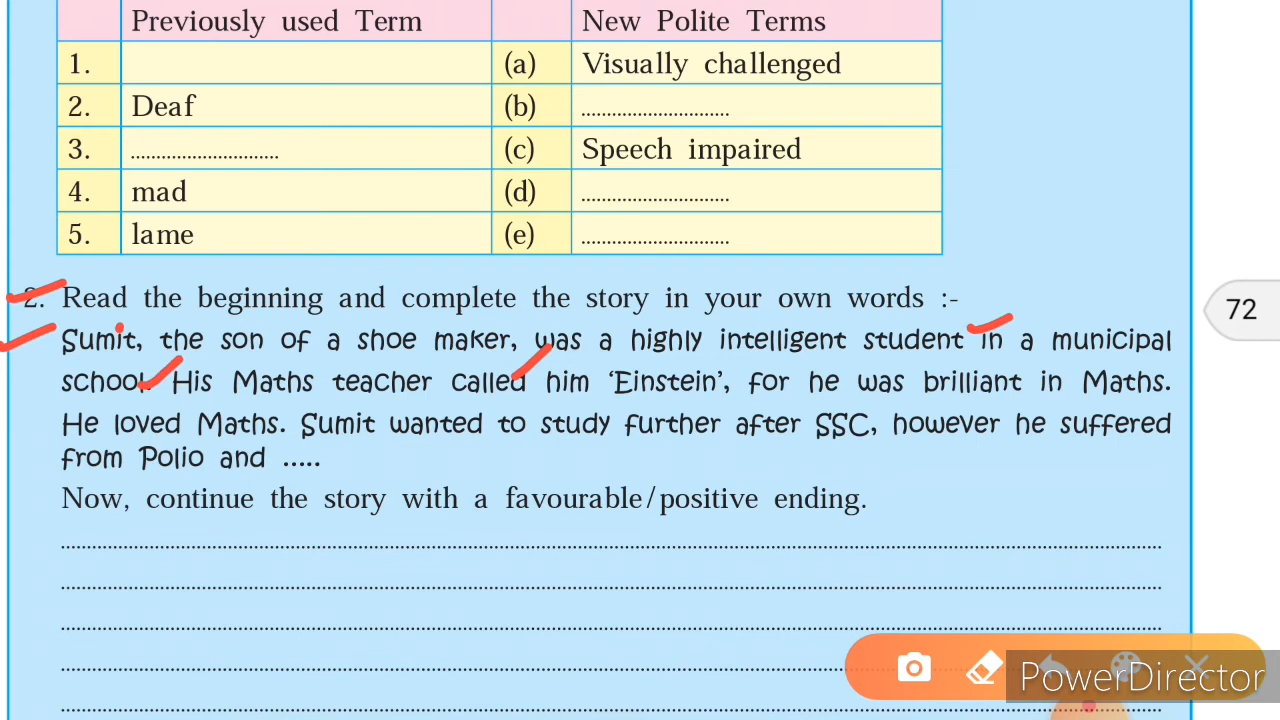 Previously used Term New Polite Terms
1. (a) Visually challenged
2. Deaf (b) ..............................
3. .............................. (c) Speech impaired
4. mad (d) ..............................
5. lame (e) ..............................
2. Read the beginning and complete the story in your own words :-
Sumit, the son of a shoe maker, was a highly intelligent student in a municipal
school. His Maths teacher called him ‘Einstein’, for he was brilliant in Maths.
He loved Maths. Sumit wanted to study further after SSC, however he suffered
from Polio and .....
Now, continue the story with a favourable/positive ending.
72
PowerDirector